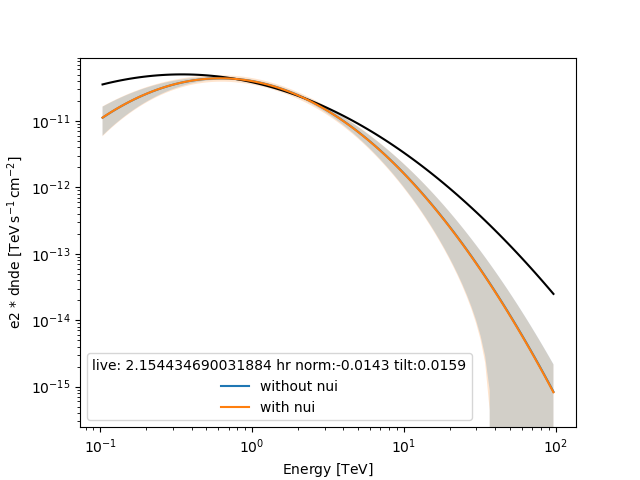 e2 * dnde [TeV s⁻¹ cm⁻²]
10⁻¹¹
10⁻¹²
10⁻¹³
10⁻¹⁴
10⁻¹⁵
live: 2.154434690031884 hr norm:-0.0143 tilt:0.0159
without nui
with nui
10⁻¹ 10⁰ 10¹ 10²
Energy [TeV]